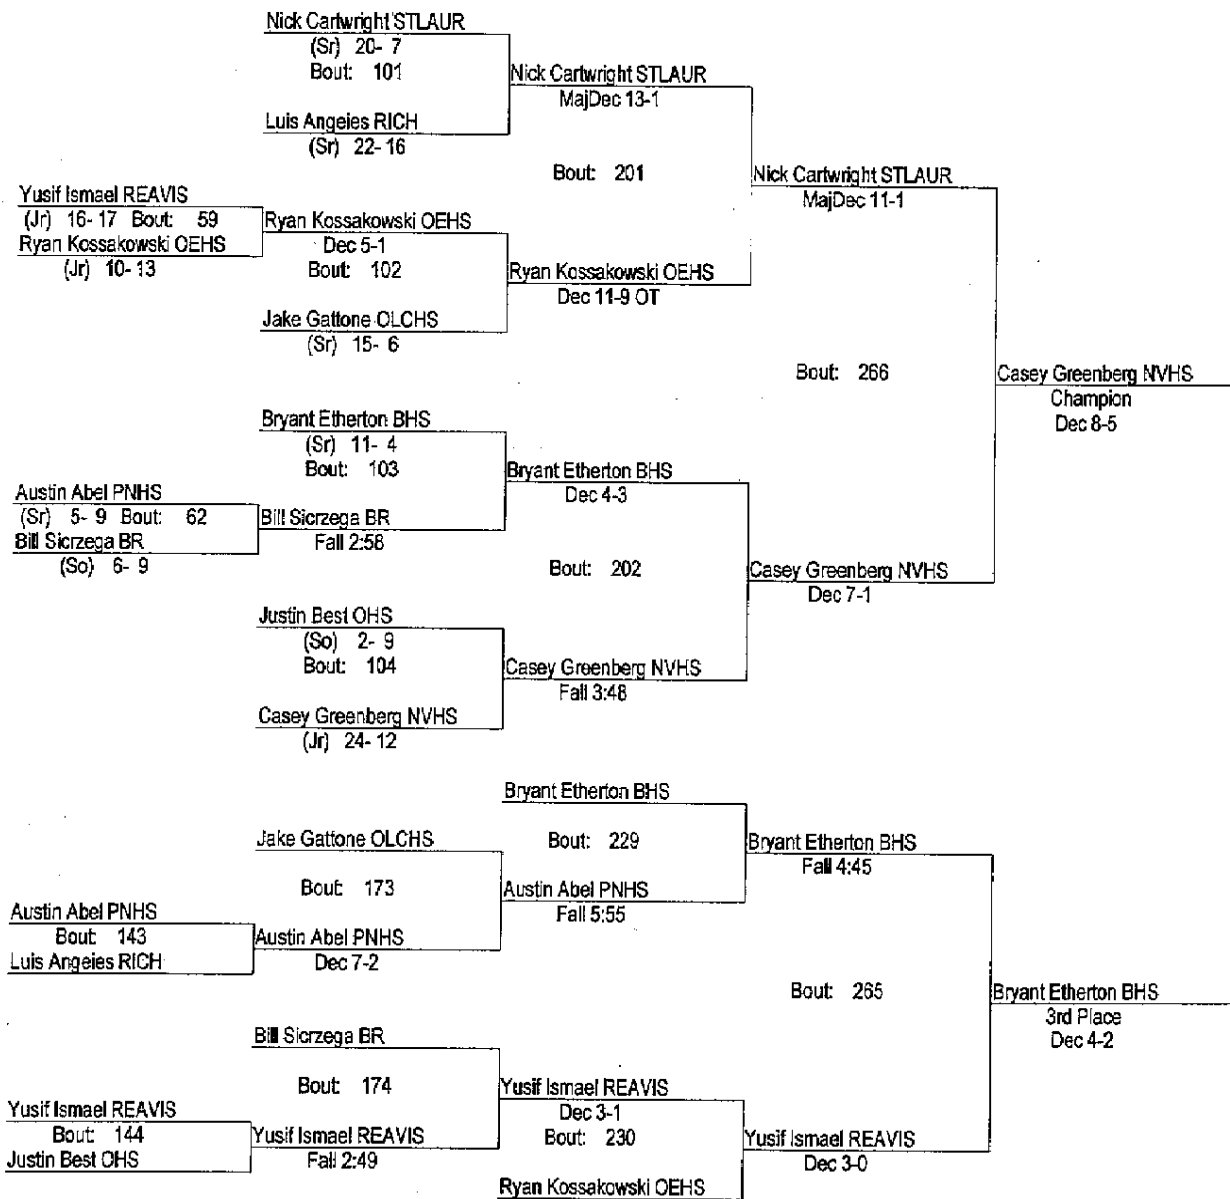 Nick Cartwright STLAUR
(Sr) 20- 7
Bout: 101
Nick Cartwright STLAUR
MajDec 13-1
Luis Angeies RICH
(Sr) 22- 16
Bout: 201
Nick Cartwright STLAUR
MajDec 11-1
Yusif Ismael REAVIS
(Jr) 16- 17 Bout: 59
Ryan Kossakowski OEHS
(Jr) 10- 13
Ryan Kossakowski OEHS
Dec 5-1
Bout: 102
Ryan Kossakowski OEHS
Dec 11-9 OT
Jake Gattone OLCHS
(Sr) 15- 6
Bout: 266
Casey Greenberg NVHS
Champion
Dec 8-5
Bryant Etherton BHS
(Sr) 11- 4
Bout: 103
Bryant Etherton BHS
Dec 4-3
Austin Abel PNHS
(Sr) 5- 9 Bout: 62
Bill Sicrzega BR
(So) 6- 9
Bill Sicrzega BR
Fall 2:58
Bout: 202
Casey Greenberg NVHS
Dec 7-1
Justin Best OHS
(So) 2- 9
Bout: 104
Casey Greenberg NVHS
Fall 3:48
Casey Greenberg NVHS
(Jr) 24- 12
Bryant Etherton BHS
Bout: 229
Bryant Etherton BHS
Fall 4:45
Jake Gattone OLCHS
Bout: 173
Austin Abel PNHS
Fall 5:55
Austin Abel PNHS
Bout: 143
Luis Angeies RICH
Austin Abel PNHS
Dec 7-2
Bout: 265
Bryant Etherton BHS
3rd Place
Dec 4-2
Bill Sicrzega BR
Bout: 174
Yusif Ismael REAVIS
Dec 3-1
Bout: 230
Yusif Ismael REAVIS
Dec 3-0
Yusif Ismael REAVIS
Bout: 144
Justin Best OHS
Yusif Ismael REAVIS
Fall 2:49
Ryan Kossakowski OEHS